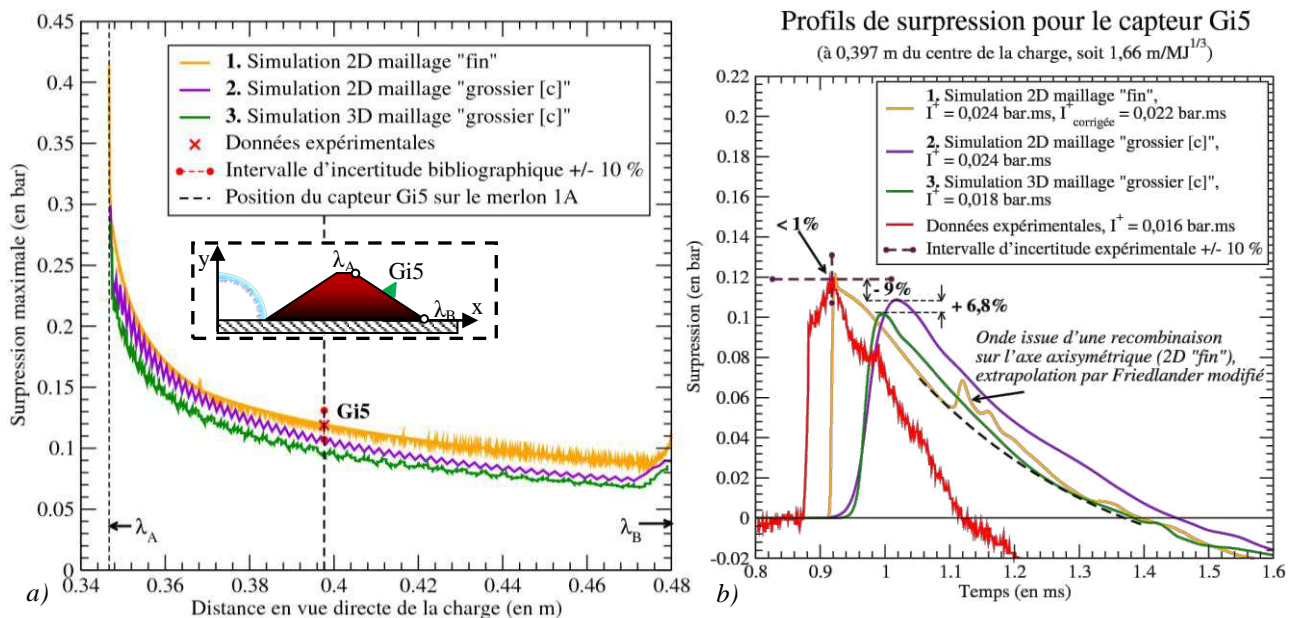 0.45
0.4
0.35
0.3
0.25
0.2
0.15
0.1
0.05
0
Surpression maximale (en bar)
1. Simulation 2D maillage "fin"
2. Simulation 2D maillage "grossier [c]"
3. Simulation 3D maillage "grossier [c]"
Données expérimentales
Intervalle d'incertitude bibliographique +/- 10 %
Position du capteur Gi5 sur le merlon 1A
y
λA
Gi5
λB
x
Gi5
λA
λB
0.34 0.36 0.38 0.4 0.42 0.44 0.46 0.48
Distance en vue directe de la charge (en m)
a)
Profils de surpression pour le capteur Gi5
(à 0,397 m du centre de la charge, soit 1,66 m/MJ^1/3)
0.22
0.2
0.18
0.16
0.14
0.12
0.1
0.08
0.06
0.04
0.02
0
-0.02
Surpression (en bar)
1. Simulation 2D maillage "fin",
I+ = 0,024 bar.ms, I+corrigée = 0,022 bar.ms
2. Simulation 2D maillage "grossier [c]",
I+ = 0,024 bar.ms
3. Simulation 3D maillage "grossier [c]",
I+ = 0,018 bar.ms
Données expérimentales, I+ = 0,016 bar.ms
Intervalle d'incertitude expérimentale +/- 10 %
< 1%
- 9%
+ 6,8%
Onde issue d'une recombinaison
sur l'axe axisymétrique (2D "fin"),
extrapolation par Friedlander modifié
0.8 0.9 1 1.1 1.2 1.3 1.4 1.5 1.6
Temps (en ms)
b)